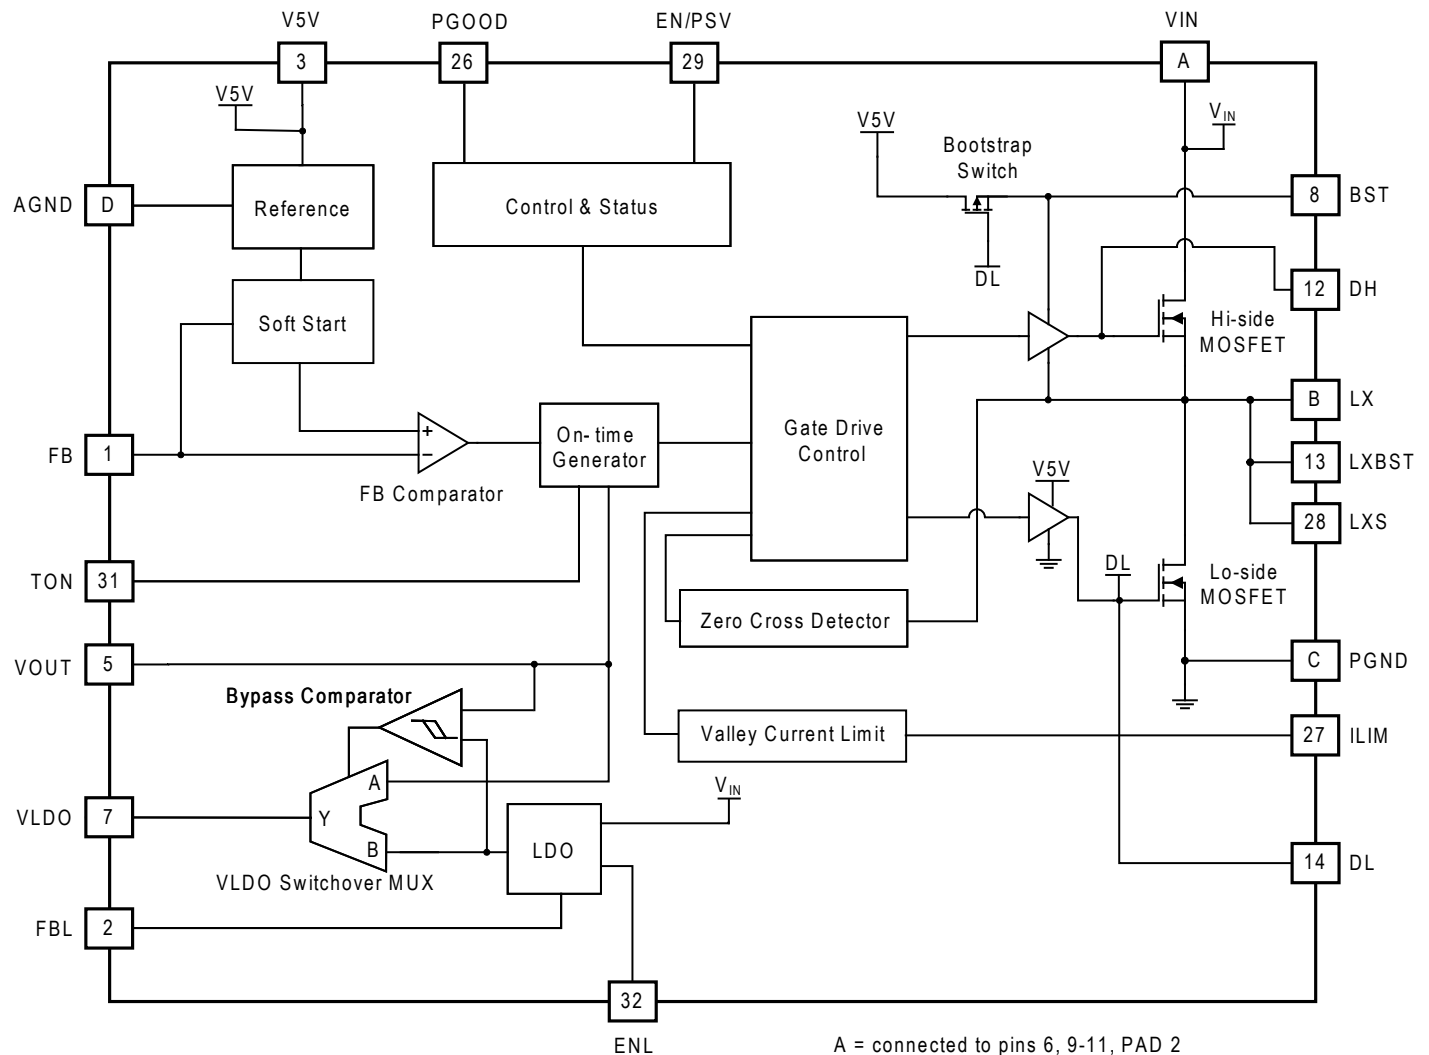 V5V
PGOOD
EN/PSV
VIN
3
26
29
A
V5V
VIN
V5V
Bootstrap
Switch
AGND
D
Reference
Control & Status
8
BST
DL
12
DH
Soft Start
Hi-side
MOSFET
B
LX
FB
1
+
−
FB Comparator
On-time
Generator
Gate Drive
Control
13
LXBST
V5V
28
LXS
TON
31
DL
Lo-side
MOSFET
Zero Cross Detector
VOUT
5
C
PGND
Bypass Comparator
Valley Current Limit
27
ILIM
A
VIN
VLDO
7
Y
B
LDO
14
DL
VLDO Switchover MUX
FBL
2
32
ENL
A = connected to pins 6, 9-11, PAD 2